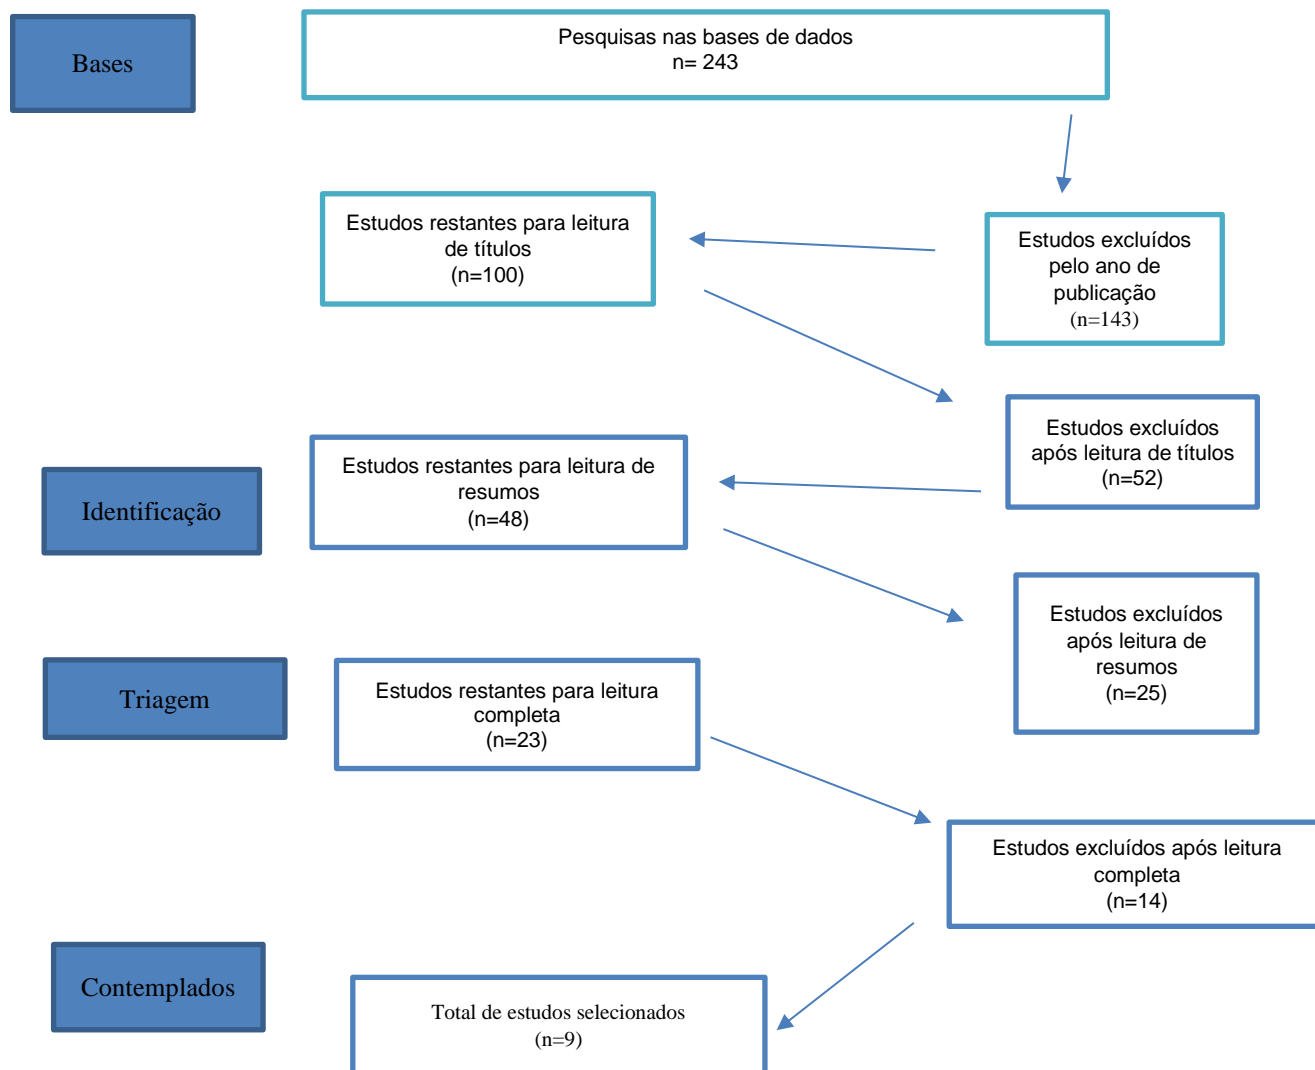 Bases
Pesquisas nas bases de dados
n= 243
Estudos restantes para leitura
de títulos
(n=100)
Estudos excluídos
pelo ano de
publicação
(n=143)
Estudos excluídos
após leitura de títulos
(n=52)
Identificação
Estudos restantes para leitura de
resumos
(n=48)
Estudos excluídos
após leitura de
resumos
(n=25)
Triagem
Estudos restantes para leitura
completa
(n=23)
Estudos excluídos após leitura
completa
(n=14)
Contemplados
Total de estudos selecionados
(n=9)